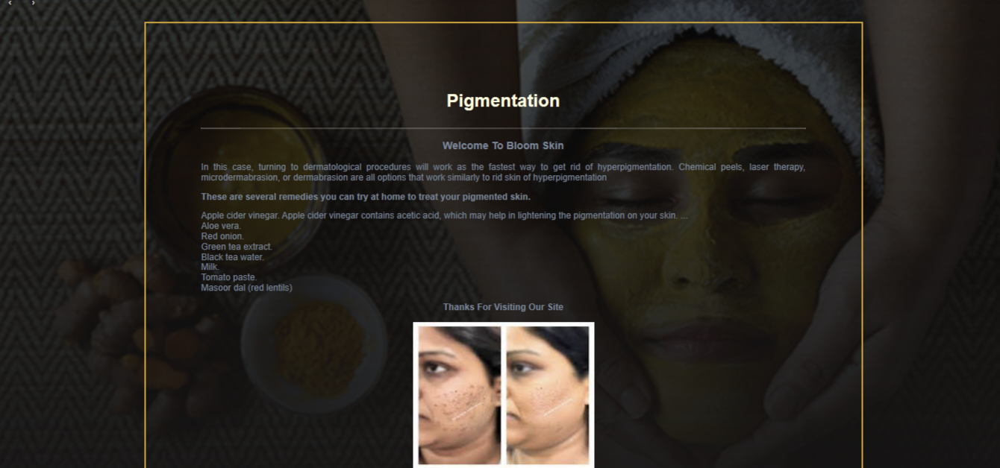 Pigmentation
Welcome To Bloom Skin
In this case, turning to dermatological procedures will work as the fastest way to get rid of hyperpigmentation. Chemical peels, laser therapy,
microdermabrasion, or dermabrasion are all options that work similarly to rid skin of hyperpigmentation
These are several remedies you can try at home to treat your pigmented skin.
Apple cider vinegar. Apple cider vinegar contains acetic acid, which may help in lightening the pigmentation on your skin. ...
Aloe vera.
Red onion.
Green tea extract.
Black tea water.
Milk.
Tomato paste.
Masoor dal (red lentils)
Thanks For Visiting Our Site